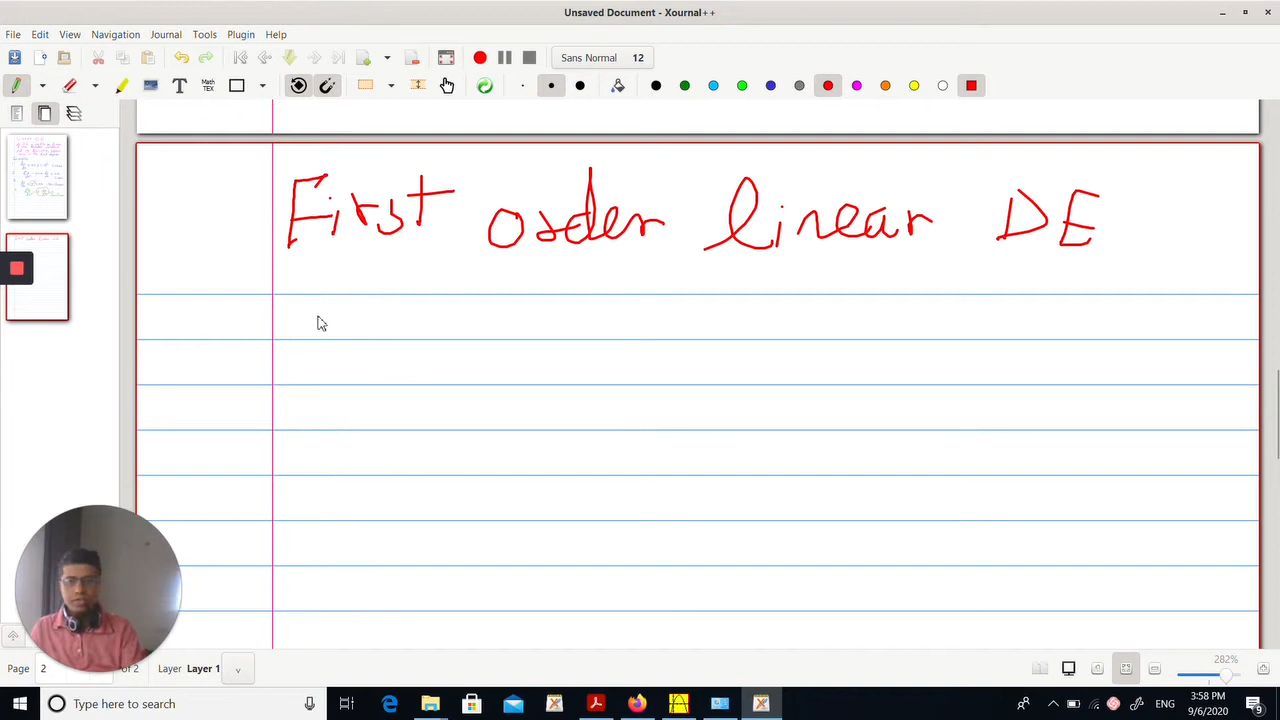 Unsaved Document - Xournal++
File Edit View Navigation Journal Tools Plugin Help
Sans Normal 12
First order linear DE
Page 2 of 2 Layer Layer 1
282%
Type here to search
ENG
3:58 PM
9/6/2020